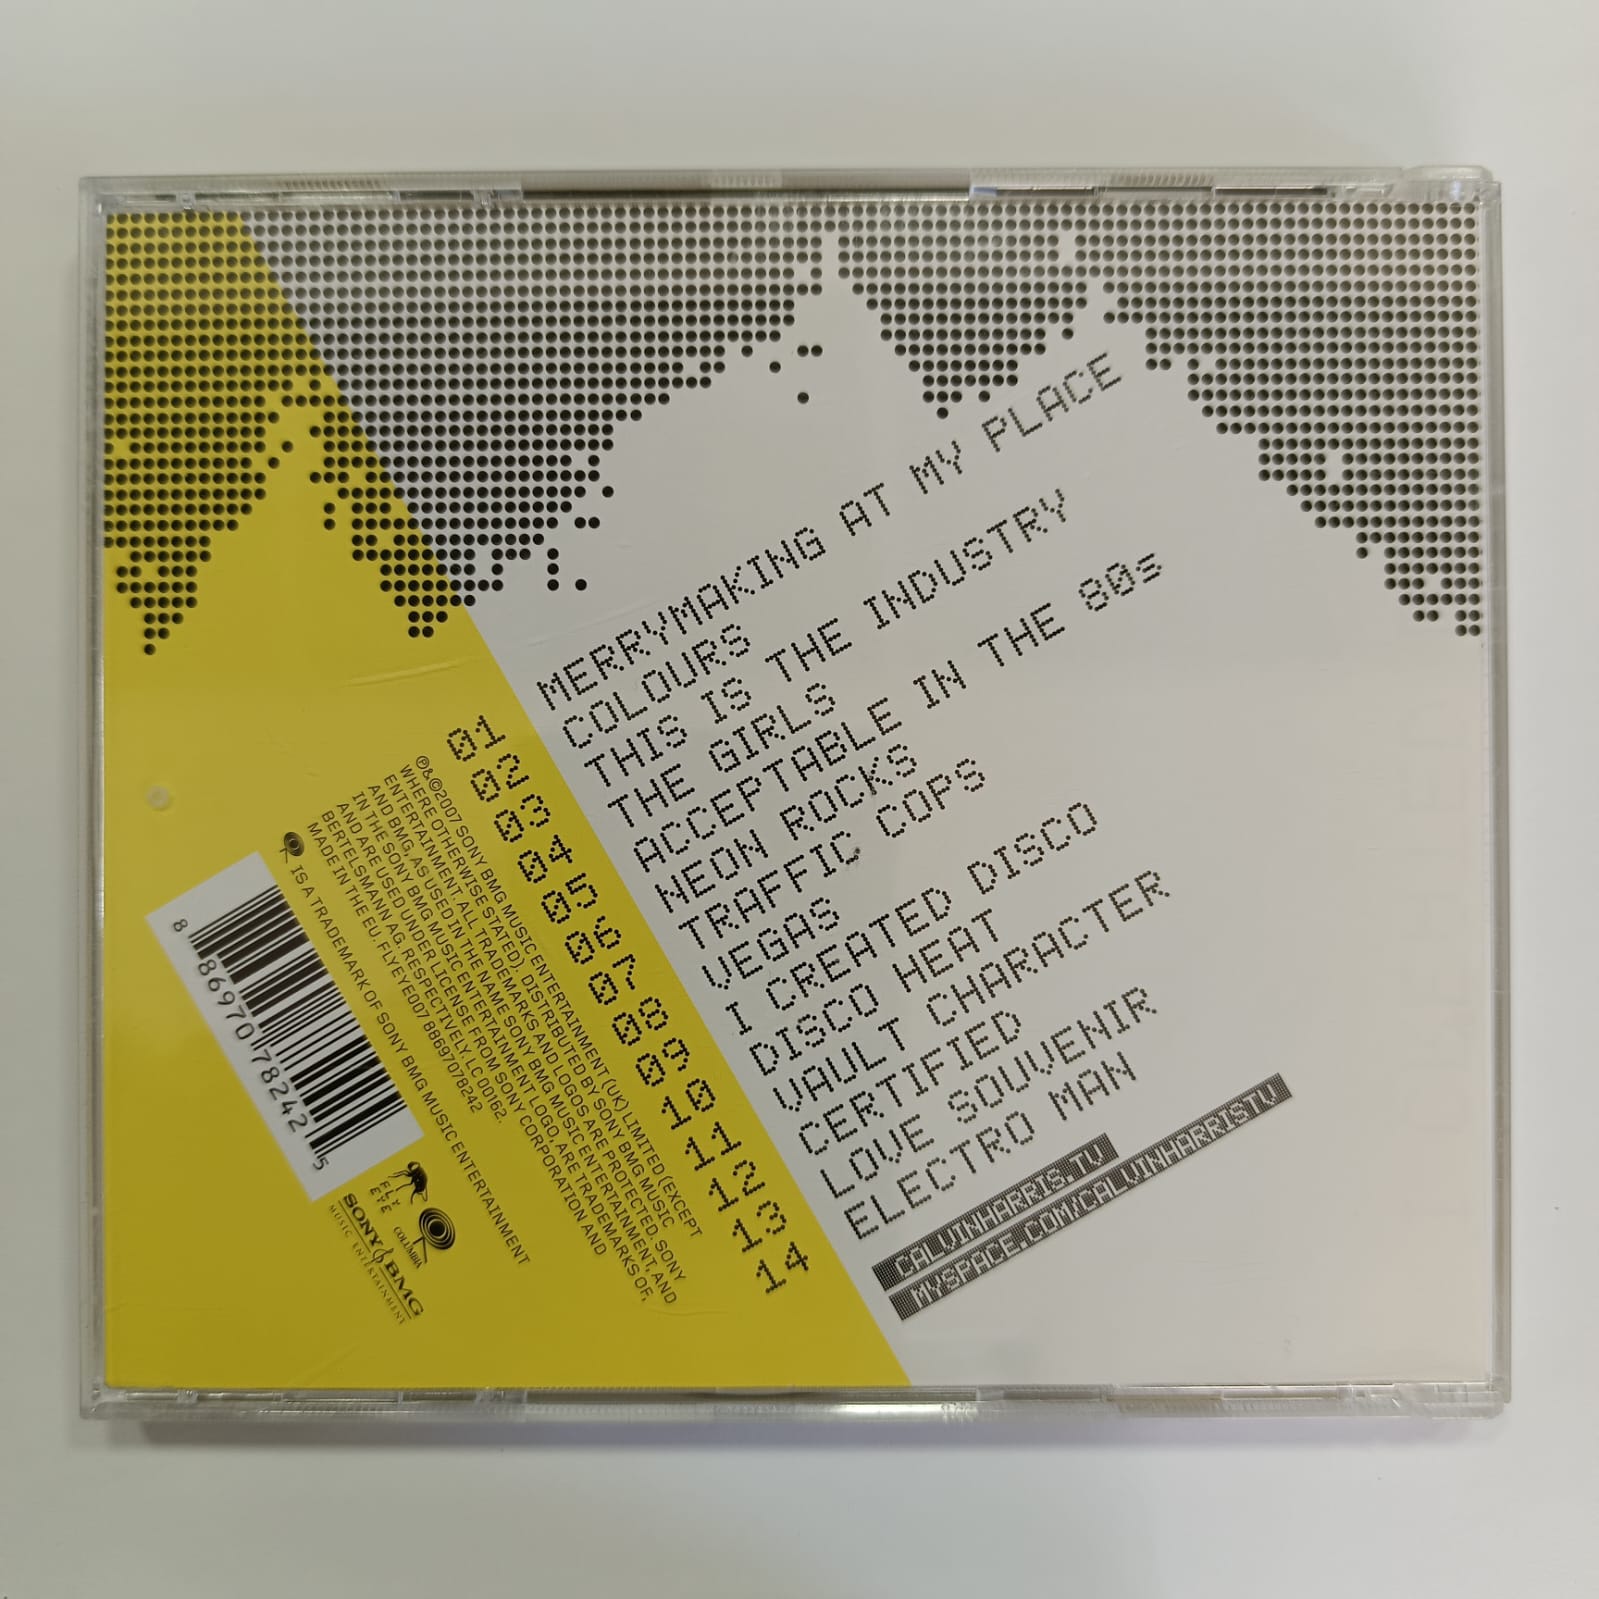 01 MERRYMAKING AT MY PLACE
02 COLOURS
03 THIS IS THE INDUSTRY
04 THE GIRLS
05 ACCEPTABLE IN THE 80s
06 NEON ROCKS
07 TRAFFIC COPS
08 VEGAS
09 I CREATED DISCO
10 DISCO HEAT
11 VAULT CHARACTER
12 CERTIFIED
13 LOVE SOUVENIR
14 ELECTRO MAN
CALVINHARRIS.TV
MYSPACE.COM/CALVINHARRISTV
℗&©2007 SONY BMG MUSIC ENTERTAINMENT (UK) LIMITED (EXCEPT
WHERE OTHERWISE STATED). DISTRIBUTED BY SONY BMG MUSIC
ENTERTAINMENT. ALL TRADEMARKS AND LOGOS ARE PROTECTED. SONY
AND BMG, AS USED IN THE NAME SONY BMG MUSIC ENTERTAINMENT, AND
IN THE SONY BMG MUSIC ENTERTAINMENT LOGO, ARE TRADEMARKS OF,
AND ARE USED UNDER LICENSE FROM SONY CORPORATION AND
BERTELSMANN AG, RESPECTIVELY. LC 00162.
MADE IN THE EU. FLYEYE007 88697078242
IS A TRADEMARK OF SONY BMG MUSIC ENTERTAINMENT
8 86970 78242 5
FLY
EYE
COLUMBIA
SONY BMG
MUSIC ENTERTAINMENT